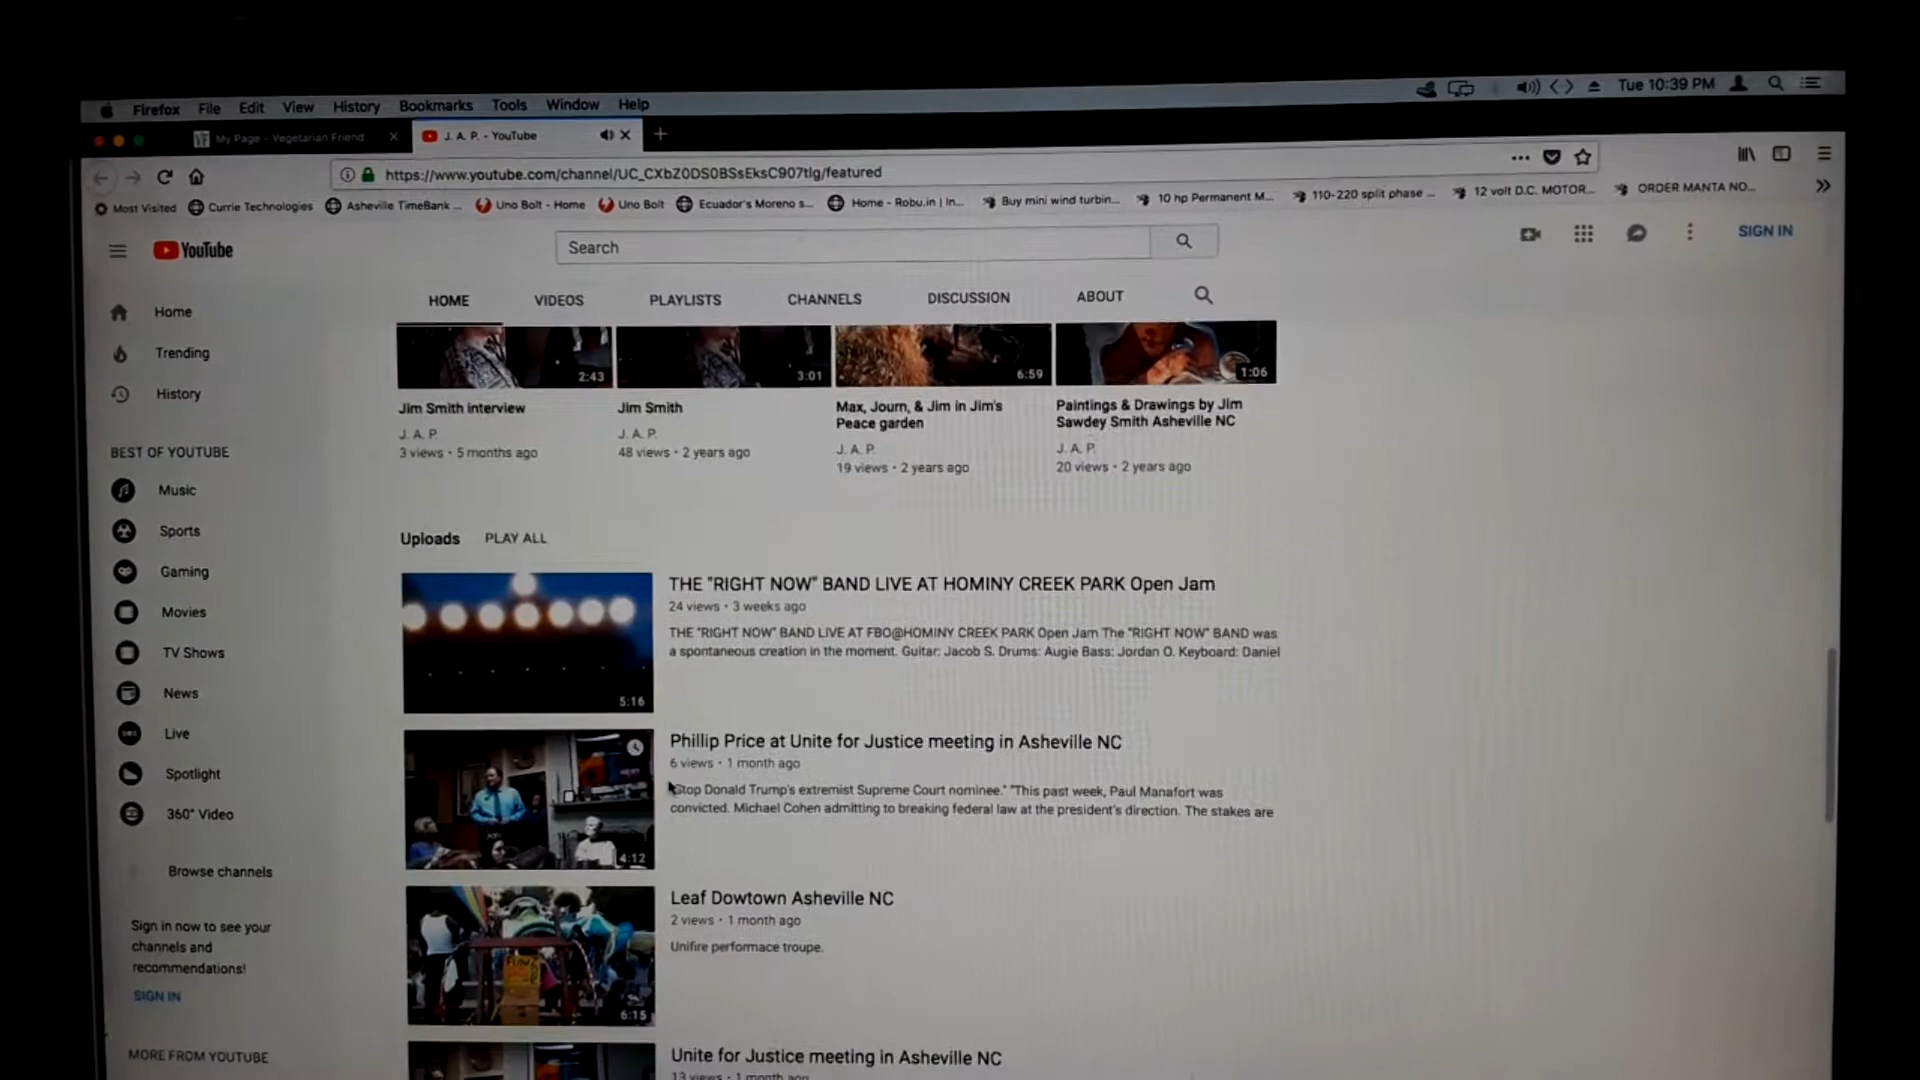 Firefox File Edit View History Bookmarks Tools Window Help
Tue 10:39 PM
My Page - Vegetarian Friend
J. A. P. - YouTube
https://www.youtube.com/channel/UC_CXbZ0DS0BSsEksC907tlg/featured
Most Visited Currie Technologies Asheville TimeBank ... Uno Bolt - Home Uno Bolt Ecuador's Moreno s... Home - Robu.in | In... Buy mini wind turbin... 10 hp Permanent M... 110-220 split phase ... 12 volt D.C. MOTOR... ORDER MANTA NO...
YouTube
Search
SIGN IN
HOME VIDEOS PLAYLISTS CHANNELS DISCUSSION ABOUT
Home
Trending
History
BEST OF YOUTUBE
Music
Sports
Gaming
Movies
TV Shows
News
Live
Spotlight
360° Video
Browse channels
Sign in now to see your
channels and
recommendations!
SIGN IN
MORE FROM YOUTUBE
2:43
Jim Smith interview
J. A. P.
3 views • 5 months ago
3:01
Jim Smith
J. A. P.
48 views • 2 years ago
6:59
Max, Journ, & Jim in Jim's
Peace garden
J. A. P.
19 views • 2 years ago
1:06
Paintings & Drawings by Jim
Sawdey Smith Asheville NC
J. A. P.
20 views • 2 years ago
Uploads PLAY ALL
5:16
THE "RIGHT NOW" BAND LIVE AT HOMINY CREEK PARK Open Jam
24 views • 3 weeks ago
THE "RIGHT NOW" BAND LIVE AT FBO@HOMINY CREEK PARK Open Jam The "RIGHT NOW" BAND was
a spontaneous creation in the moment. Guitar: Jacob S. Drums: Augie Bass: Jordan O. Keyboard: Daniel
4:12
Phillip Price at Unite for Justice meeting in Asheville NC
6 views • 1 month ago
Stop Donald Trump's extremist Supreme Court nominee." "This past week, Paul Manafort was
convicted. Michael Cohen admitting to breaking federal law at the president's direction. The stakes are
6:15
Leaf Dowtown Asheville NC
2 views • 1 month ago
Unifire performace troupe.
Unite for Justice meeting in Asheville NC
13 views • 1 month ago